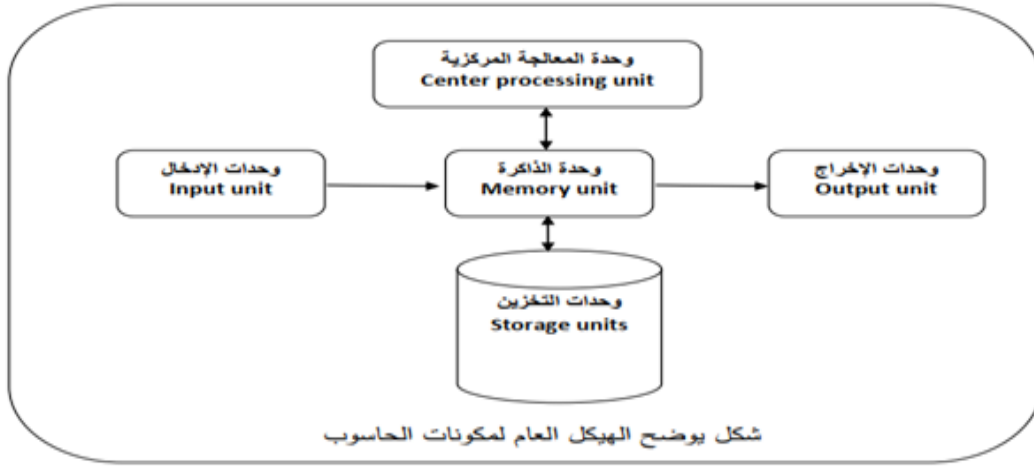 وحدة المعالجة المركزية
Center processing unit
وحدات الإدخال
Input unit
وحدة الذاكرة
Memory unit
وحدات الإخراج
Output unit
وحدات التخزين
Storage units
شكل يوضح الهيكل العام لمكونات الحاسوب